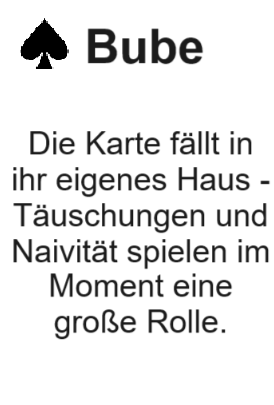 ♠ Bube
Die Karte fällt in
ihr eigenes Haus -
Täuschungen und
Naivität spielen im
Moment eine
große Rolle.